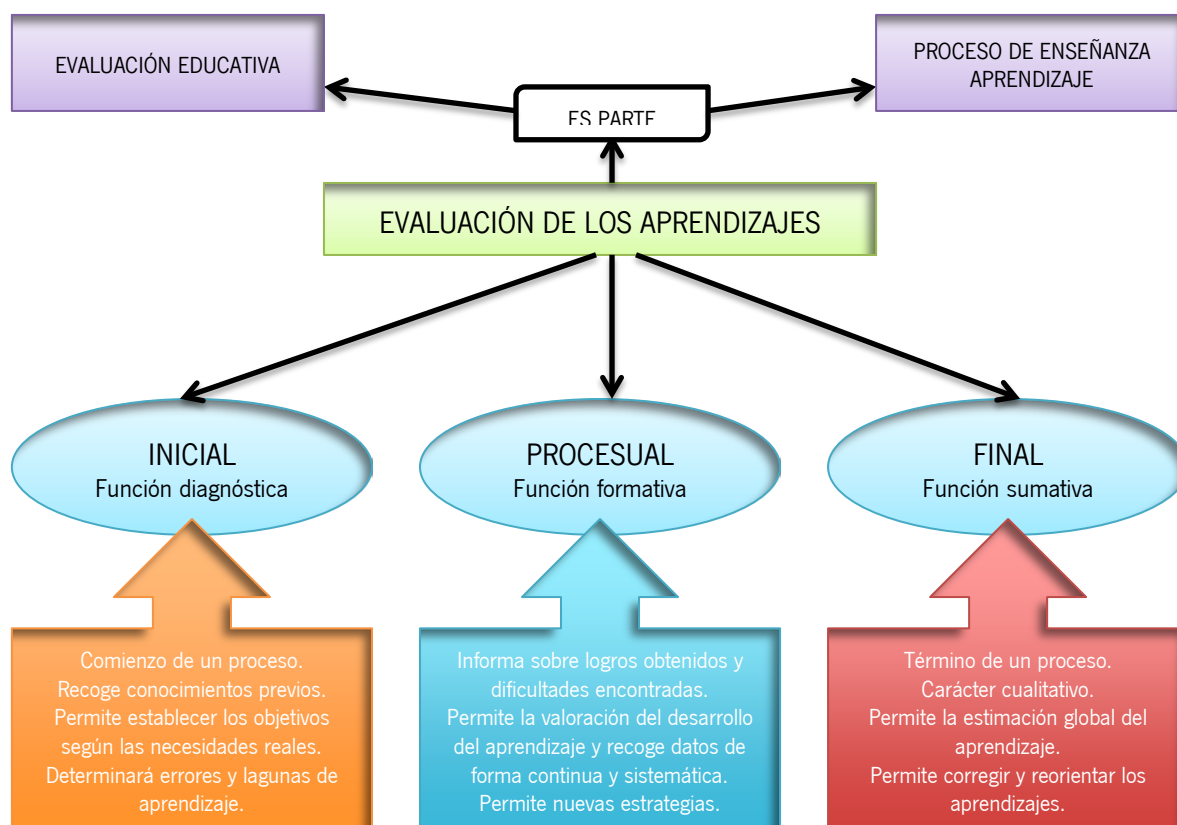 EVALUACIÓN EDUCATIVA
PROCESO DE ENSEÑANZA
APRENDIZAJE
ES PARTE
EVALUACIÓN DE LOS APRENDIZAJES
INICIAL
Función diagnóstica
PROCESUAL
Función formativa
FINAL
Función sumativa
Comienzo de un proceso.
Recoge conocimientos previos.
Permite establecer los objetivos
según las necesidades reales.
Determinará errores y lagunas de
aprendizaje.
Informa sobre logros obtenidos y
dificultades encontradas.
Permite la valoración del desarrollo
del aprendizaje y recoge datos de
forma continua y sistemática.
Permite nuevas estrategias.
Término de un proceso.
Carácter cualitativo.
Permite la estimación global del
aprendizaje.
Permite corregir y reorientar los
aprendizajes.